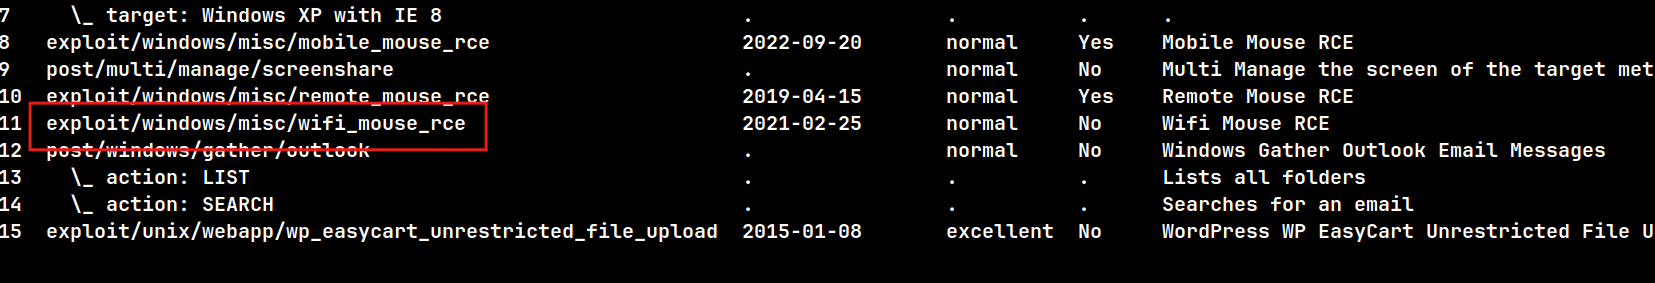 7 \_ target: Windows XP with IE 8 . . . .
8 exploit/windows/misc/mobile_mouse_rce 2022-09-20 normal Yes Mobile Mouse RCE
9 post/multi/manage/screenshare . normal No Multi Manage the screen of the target met
10 exploit/windows/misc/remote_mouse_rce 2019-04-15 normal Yes Remote Mouse RCE
11 exploit/windows/misc/wifi_mouse_rce 2021-02-25 normal No Wifi Mouse RCE
12 post/windows/gather/outlook . normal No Windows Gather Outlook Email Messages
13 \_ action: LIST . . . Lists all folders
14 \_ action: SEARCH . . . Searches for an email
15 exploit/unix/webapp/wp_easycart_unrestricted_file_upload 2015-01-08 excellent No WordPress WP EasyCart Unrestricted File U